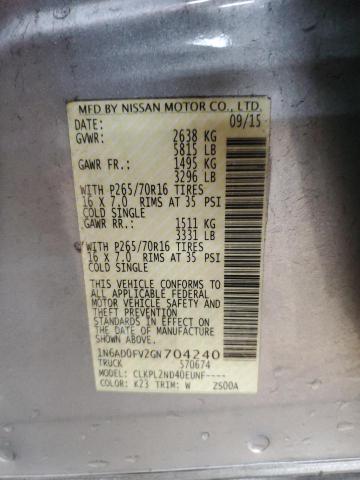 MFD BY NISSAN MOTOR CO., LTD.
DATE: 09/15
GVWR: 2638 KG
5815 LB
GAWR FR.: 1495 KG
3296 LB
WITH P265/70R16 TIRES
16 X 7.0 RIMS AT 35 PSI
COLD SINGLE
GAWR RR.: 1511 KG
3331 LB
WITH P265/70R16 TIRES
16 X 7.0 RIMS AT 35 PSI
COLD SINGLE
THIS VEHICLE CONFORMS TO
ALL APPLICABLE FEDERAL
MOTOR VEHICLE SAFETY
AND THEFT PREVENTION
STANDARDS IN EFFECT ON
THE DATE OF MANUFACTURE
SHOWN ABOVE.
1N6AD0FV2GN704240
TRUCK 570674
MODEL: CLKPL2ND40EUNF----
COLOR: K23 TRIM: W 2S00A